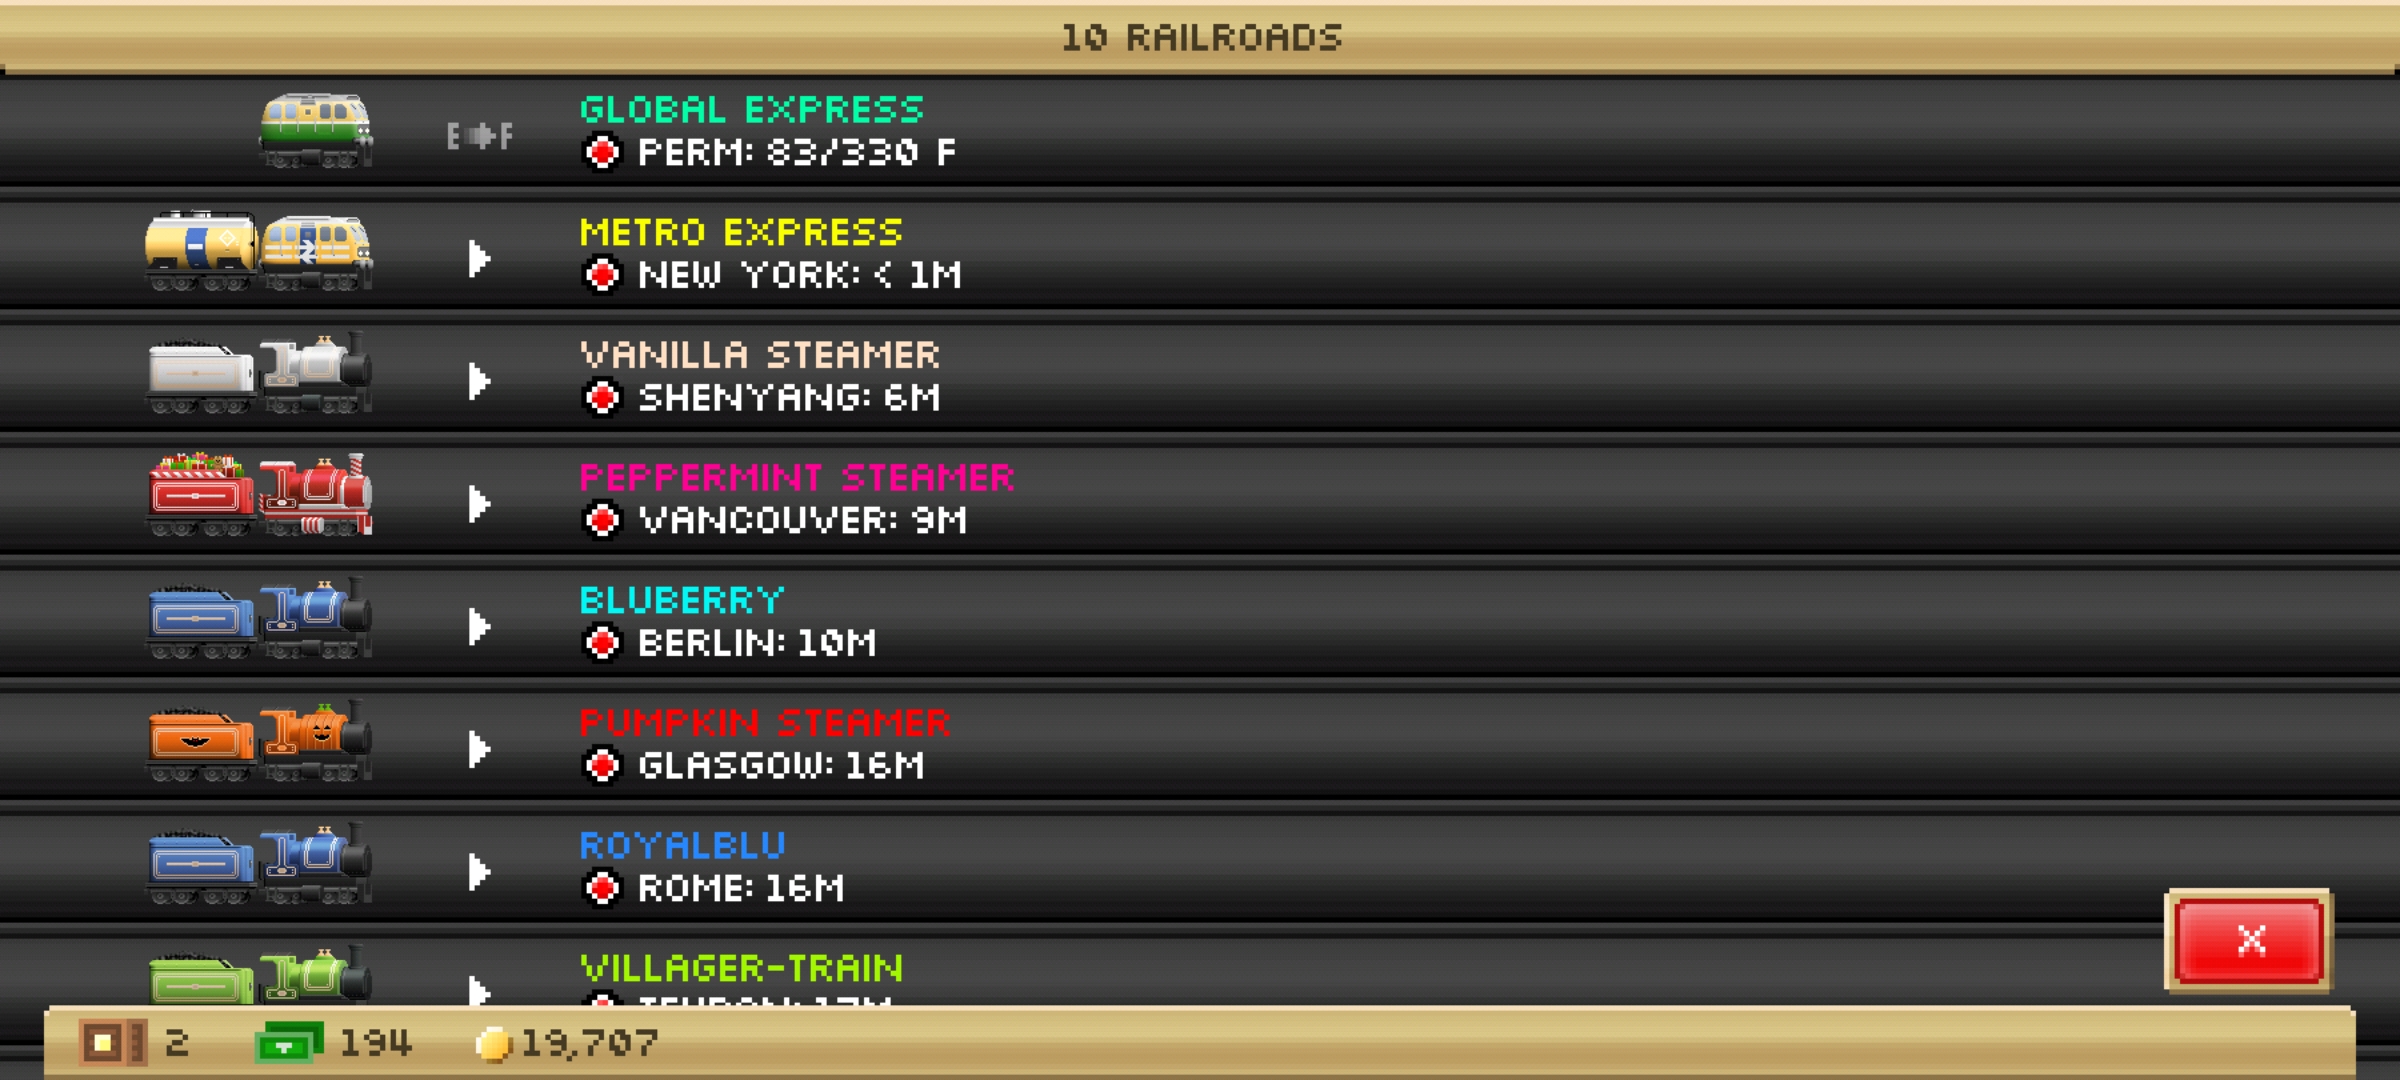 10 RAILROADS
E F
GLOBAL EXPRESS
PERM: 83/330 F
METRO EXPRESS
NEW YORK: < 1M
VANILLA STEAMER
SHENYANG: 6M
PEPPERMINT STEAMER
VANCOUVER: 9M
BLUBERRY
BERLIN: 10M
PUMPKIN STEAMER
GLASGOW: 16M
ROYALBLU
ROME: 16M
VILLAGER-TRAIN
X
2 194 19,707